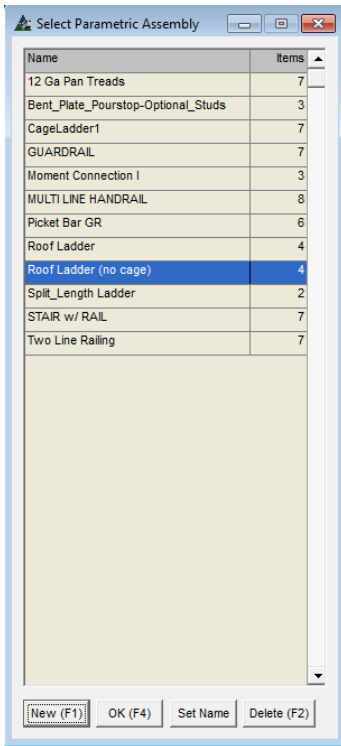 Select Parametric Assembly
Name Items
12 Ga Pan Treads 7
Bent_Plate_Pourstop-Optional_Studs 3
CageLadder1 7
GUARDRAIL 7
Moment Connection I 3
MULTI LINE HANDRAIL 8
Picket Bar GR 6
Roof Ladder 4
Roof Ladder (no cage) 4
Split_Length Ladder 2
STAIR w/ RAIL 7
Two Line Railing 7
New (F1) OK (F4) Set Name Delete (F2)